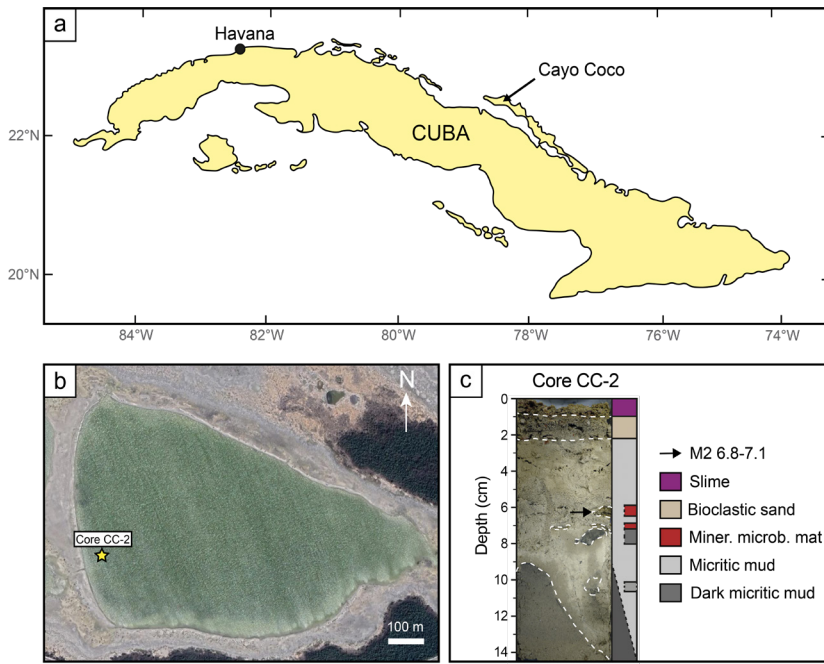 a
Havana
Cayo Coco
CUBA
22°N
20°N
84°W
82°W
80°W
78°W
76°W
74°W
b
N
Core CC-2
100 m
c
Core CC-2
Depth (cm)
0
2
4
6
8
10
12
14
M2 6.8-7.1
Slime
Bioclastic sand
Miner. microb. mat
Micritic mud
Dark micritic mud